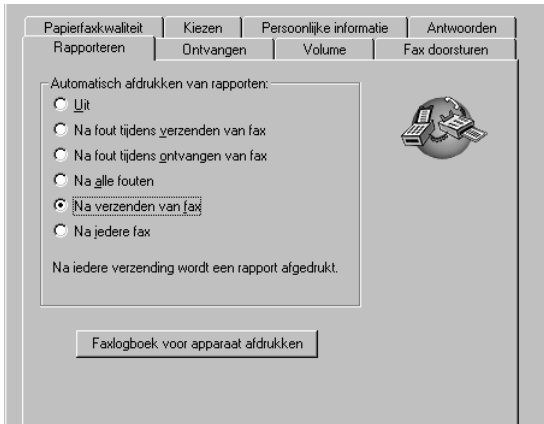 Papierfaxkwaliteit Kiezen Persoonlijke informatie Antwoorden
Rapporteren Ontvangen Volume Fax doorsturen
Automatisch afdrukken van rapporten:
Uit
Na fout tijdens verzenden van fax
Na fout tijdens ontvangen van fax
Na alle fouten
Na verzenden van fax
Na iedere fax
Na iedere verzending wordt een rapport afgedrukt.
Faxlogboek voor apparaat afdrukken